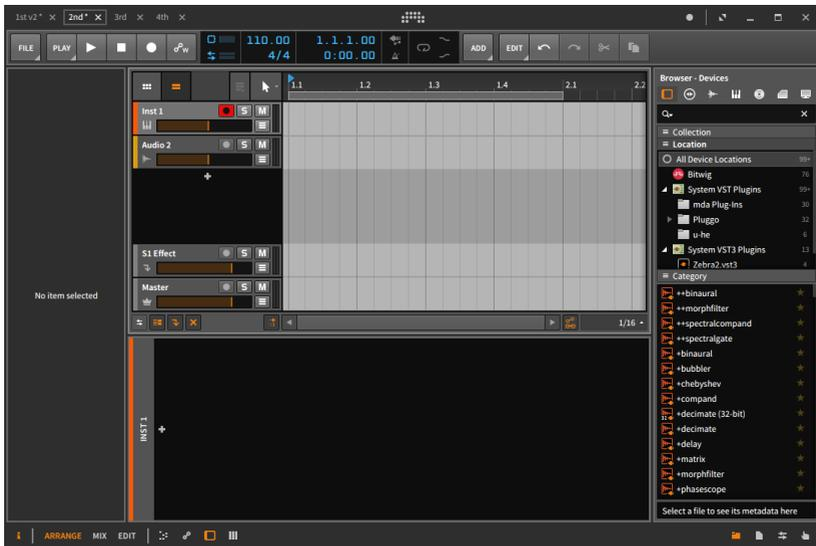 1st v2 *
2nd *
3rd
4th
FILE
PLAY
110.00
4/4
1.1.1.00
0:00.00
ADD
EDIT
No item selected
1.1
1.2
1.3
1.4
2.1
2.2
Inst 1
S
M
Audio 2
S
M
S1 Effect
S
M
Master
S
M
1/16
INST 1
Browser - Devices
Collection
Location
All Device Locations 99+
Bitwig 76
System VST Plugins 99+
mda Plug-Ins 30
Pluggo 32
u-he 6
System VST3 Plugins 13
Zebra2.vst3 4
Category
++binaural
++morphfilter
++spectralcompand
++spectralgate
+binaural
+bubbler
+chebyshev
+compand
+decimate (32-bit)
+decimate
+delay
+matrix
+morphfilter
+phasescope
Select a file to see its metadata here
i
ARRANGE
MIX
EDIT